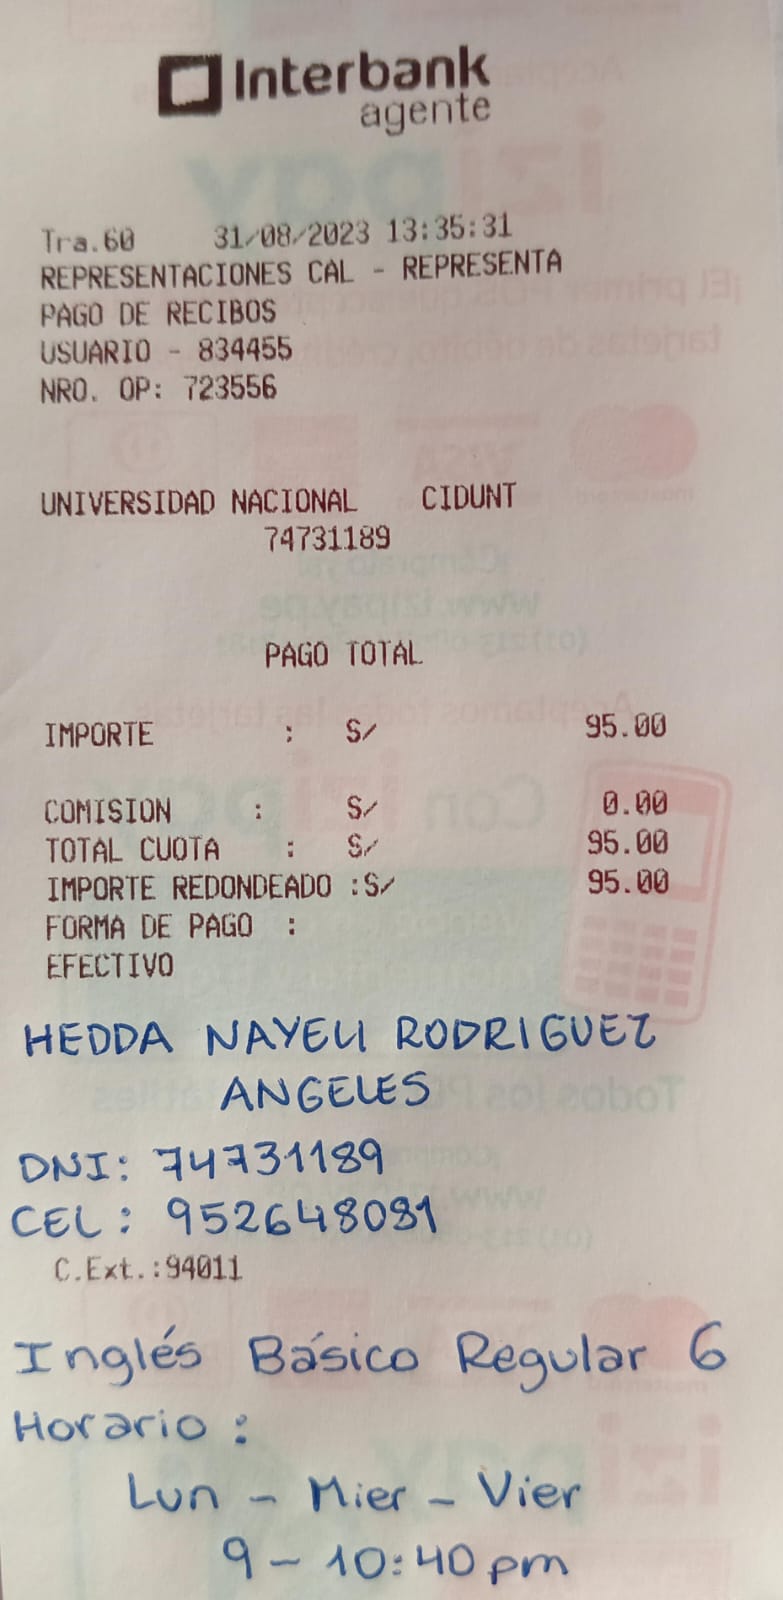 Interbank
agente
Tra.60 31/08/2023 13:35:31
REPRESENTACIONES CAL - REPRESENTA
PAGO DE RECIBOS
USUARIO - 834455
NRO. OP: 723556
UNIVERSIDAD NACIONAL CIDUNT
74731189
PAGO TOTAL
IMPORTE : S/ 95.00
COMISION : S/ 0.00
TOTAL CUOTA : S/ 95.00
IMPORTE REDONDEADO :S/ 95.00
FORMA DE PAGO :
EFECTIVO
HEDDA NAYELI RODRIGUEZ
ANGELES
DNI: 74731189
CEL: 952648081
C.Ext.:94011
Inglés Básico Regular 6
Horario :
Lun - Mier - Vier
9 - 10:40 pm